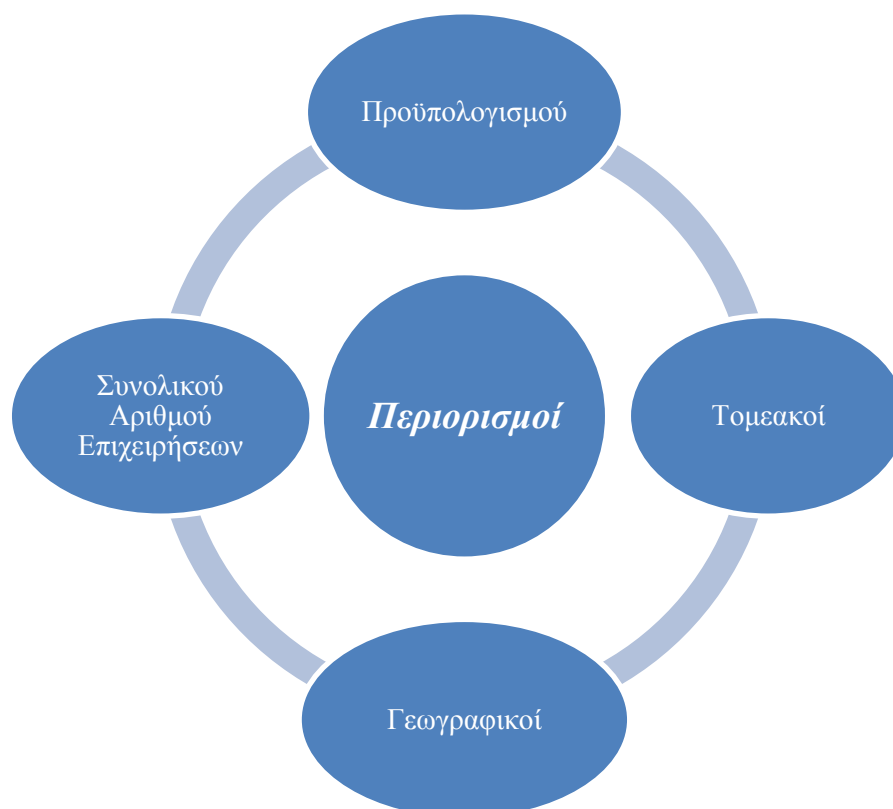 Προϋπολογισμού
Συνολικού
Αριθμού
Επιχειρήσεων
Περιορισμοί
Τομεακοί
Γεωγραφικοί